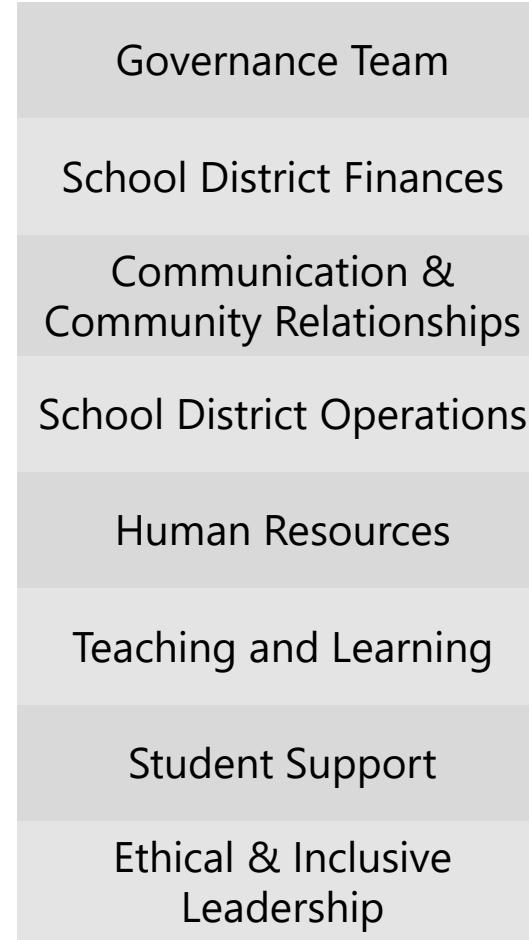 Governance Team
School District Finances
Communication &
Community Relationships
School District Operations
Human Resources
Teaching and Learning
Student Support
Ethical & Inclusive
Leadership